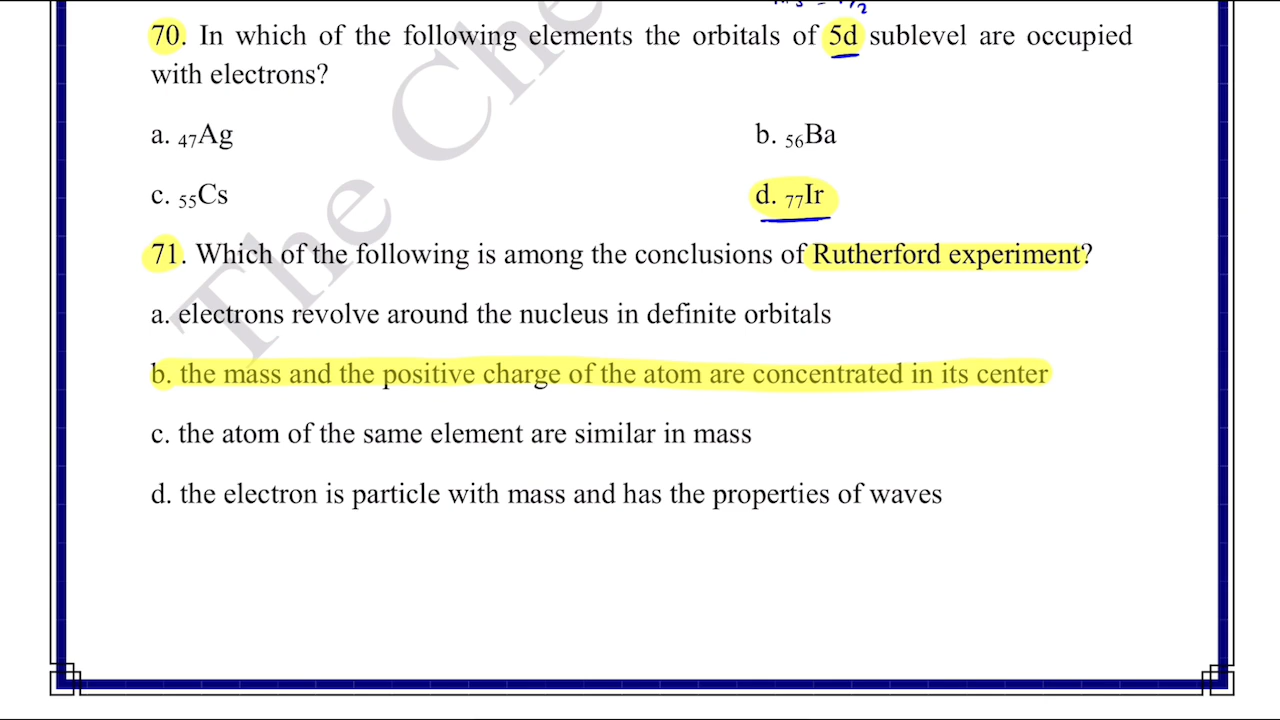 70. In which of the following elements the orbitals of 5d sublevel are occupied
with electrons?
a. ₄₇Ag
b. ₅₆Ba
c. ₅₅Cs
d. ₇₇Ir
71. Which of the following is among the conclusions of Rutherford experiment?
a. electrons revolve around the nucleus in definite orbitals
b. the mass and the positive charge of the atom are concentrated in its center
c. the atom of the same element are similar in mass
d. the electron is particle with mass and has the properties of waves
The Che